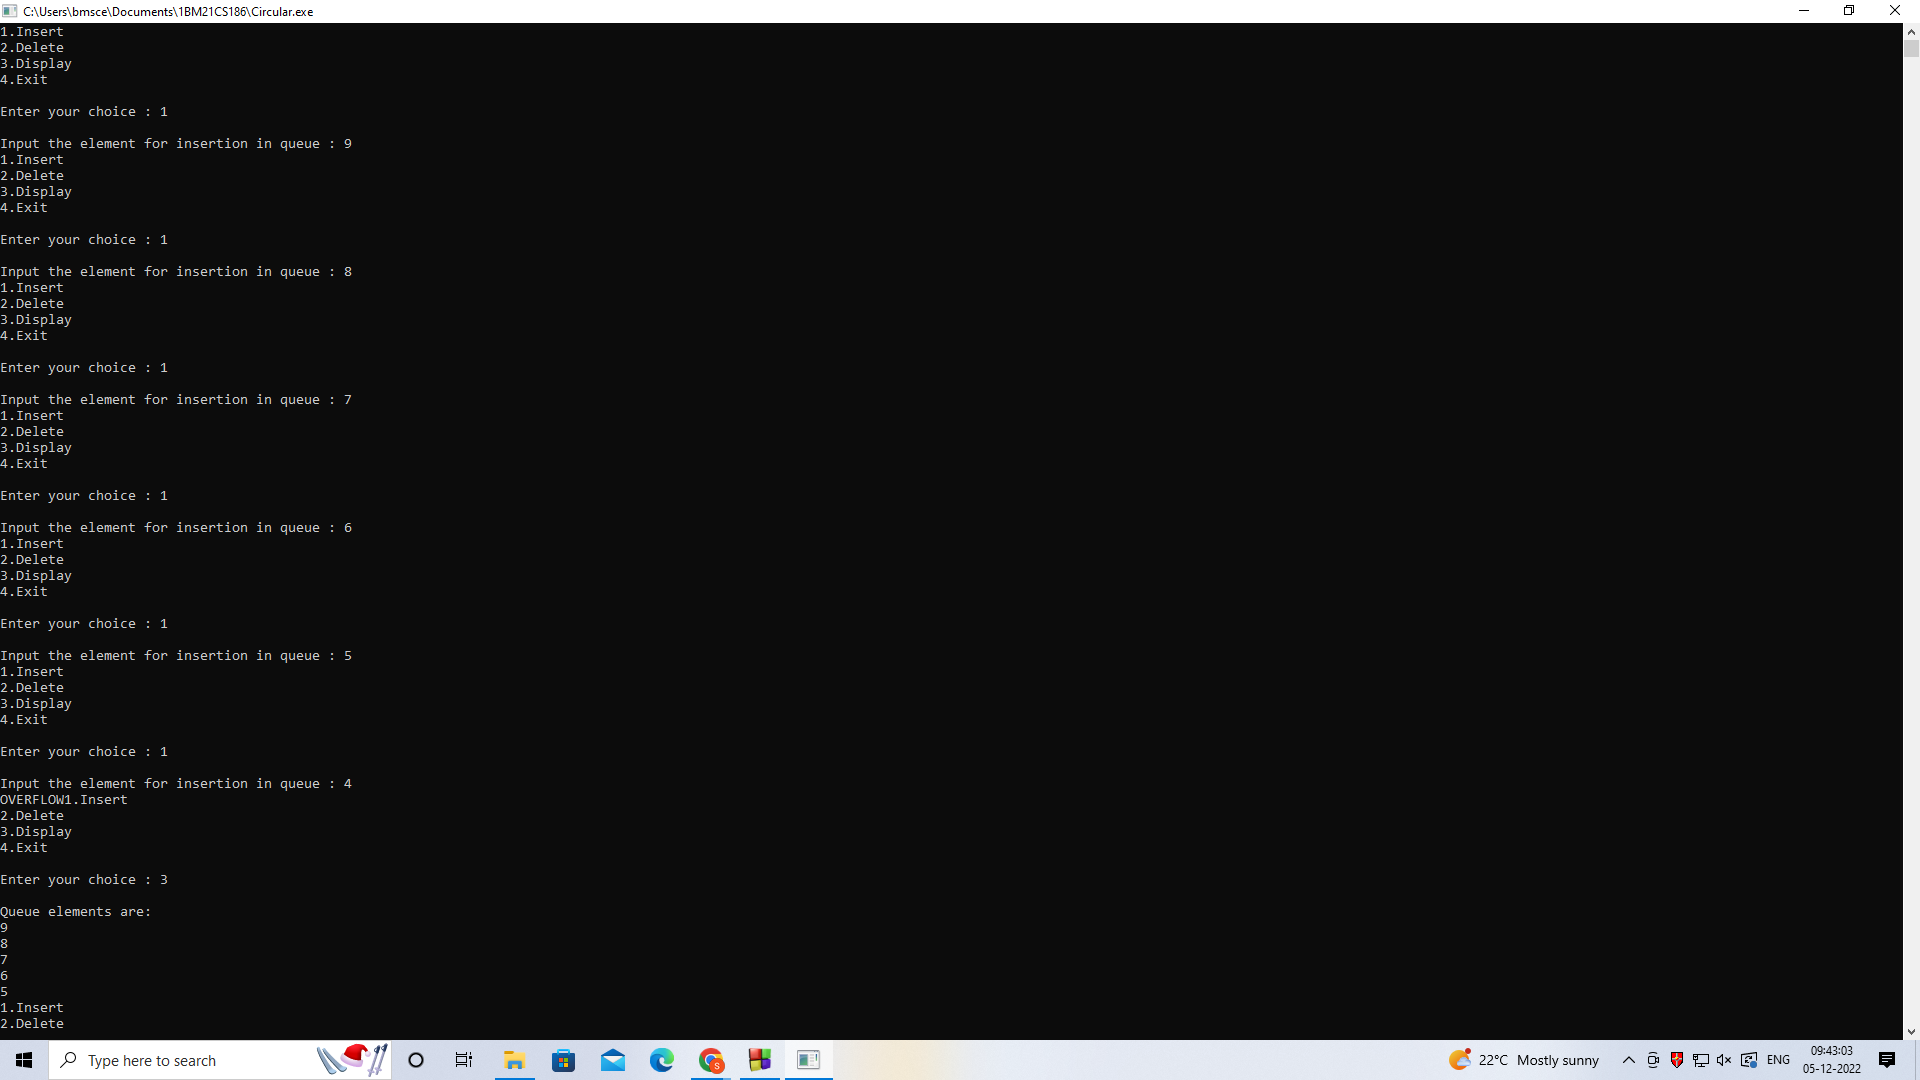 C:\Users\bmsce\Documents\1BM21CS186\Circular.exe
1.Insert
2.Delete
3.Display
4.Exit
Enter your choice : 1
Input the element for insertion in queue : 9
1.Insert
2.Delete
3.Display
4.Exit
Enter your choice : 1
Input the element for insertion in queue : 8
1.Insert
2.Delete
3.Display
4.Exit
Enter your choice : 1
Input the element for insertion in queue : 7
1.Insert
2.Delete
3.Display
4.Exit
Enter your choice : 1
Input the element for insertion in queue : 6
1.Insert
2.Delete
3.Display
4.Exit
Enter your choice : 1
Input the element for insertion in queue : 5
1.Insert
2.Delete
3.Display
4.Exit
Enter your choice : 1
Input the element for insertion in queue : 4
OVERFLOW1.Insert
2.Delete
3.Display
4.Exit
Enter your choice : 3
Queue elements are:
9
8
7
6
5
1.Insert
2.Delete
Type here to search
S
22°C Mostly sunny
ENG
09:43:03
05-12-2022